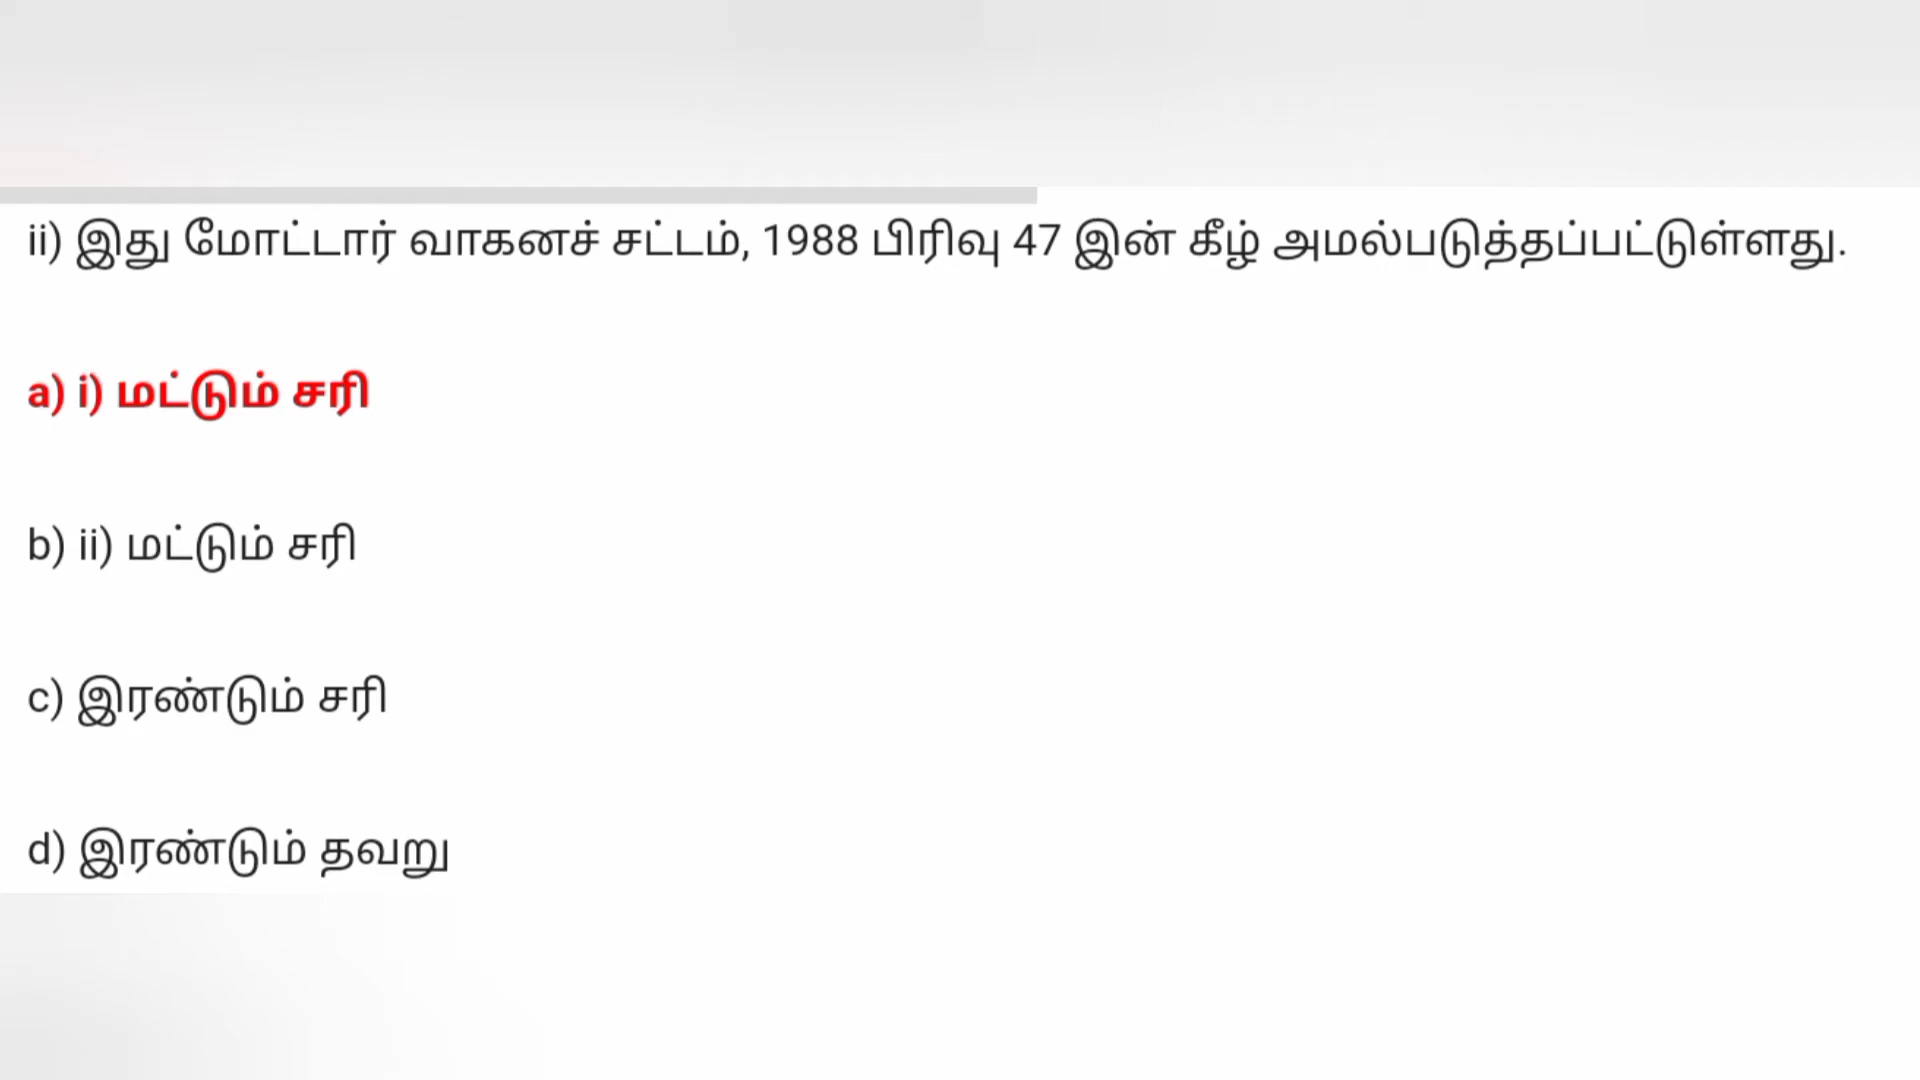 ii) இது மோட்டார் வாகனச் சட்டம், 1988 பிரிவு 47 இன் கீழ் அமல்படுத்தப்பட்டுள்ளது.
a) i) மட்டும் சரி
b) ii) மட்டும் சரி
c) இரண்டும் சரி
d) இரண்டும் தவறு